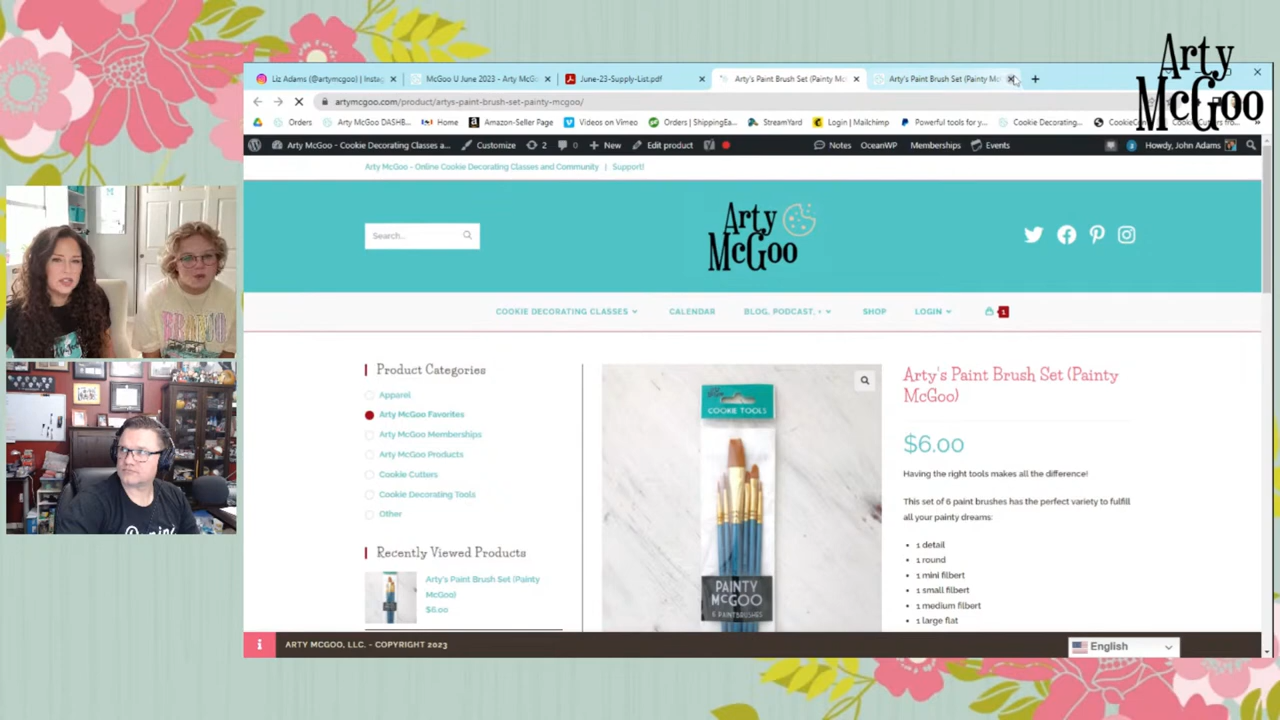 Arty
McGoo
Liz Adams (@artymcgoo) | Instag
McGoo U June 2023 - Arty McGo
June-23-Supply-List.pdf
Arty's Paint Brush Set (Painty Mc
Arty's Paint Brush Set (Painty Mc
artymcgoo.com/product/artys-paint-brush-set-painty-mcgoo/
Orders
Arty McGoo DASHB...
Home
Amazon-Seller Page
Videos on Vimeo
Orders | ShippingEa...
StreamYard
Login | Mailchimp
Powerful tools for y...
Cookie Decorating...
Arty McGoo - Cookie Decorating Classes a...
Customize
2
0
New
Edit product
Notes
OceanWP
Memberships
Events
Howdy, John Adams
Arty McGoo - Online Cookie Decorating Classes and Community | Support!
Search...
Arty
McGoo
COOKIE DECORATING CLASSES
CALENDAR
BLOG, PODCAST, +
SHOP
LOGIN
1
Product Categories
Apparel
Arty McGoo Favorites
Arty McGoo Memberships
Arty McGoo Products
Cookie Cutters
Cookie Decorating Tools
Other
Recently Viewed Products
Arty's Paint Brush Set (Painty
McGoo)
$6.00
COOKIE TOOLS
PAINTY
MCGOO
Arty's Paint Brush Set (Painty
McGoo)
$6.00
Having the right tools makes all the difference!
This set of 6 paint brushes has the perfect variety to fulfill
all your painty dreams:
1 detail
1 round
1 mini filbert
1 small filbert
1 medium filbert
1 large flat
ARTY MCGOO, LLC. - COPYRIGHT 2023
English